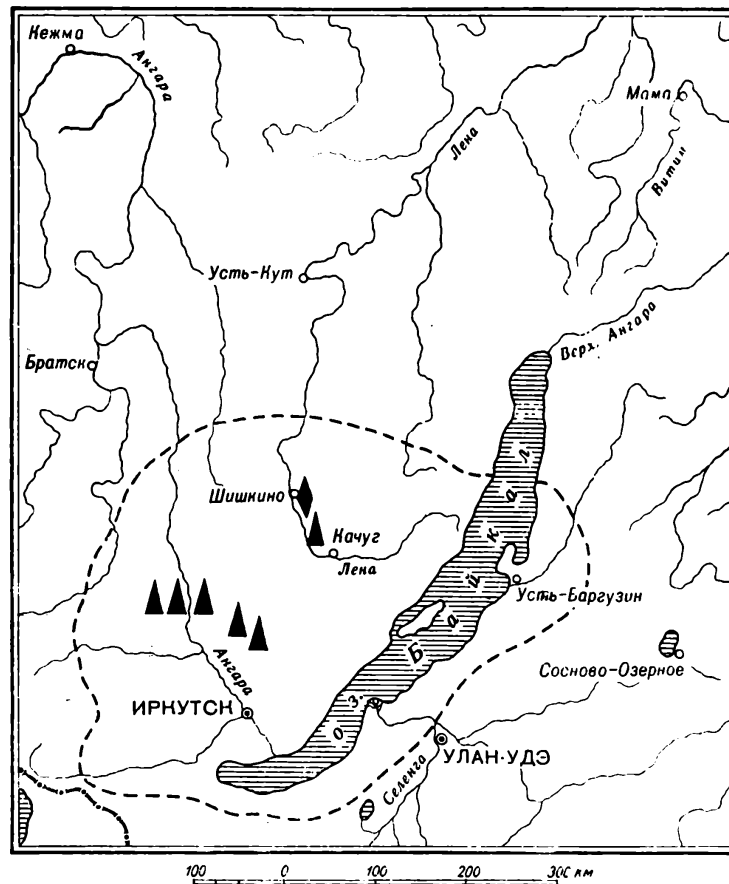 Кежма
Ангара
Мама
Лена
Витим
Усть-Кут
Верх. Ангара
Братск
Шишкино
Качуг
Лена
Усть-Баргузин
оз. Байкал
Ангара
Сосново-Озерное
ИРКУТСК
УЛАН-УДЭ
Селенга
100 0 100 200 300 км